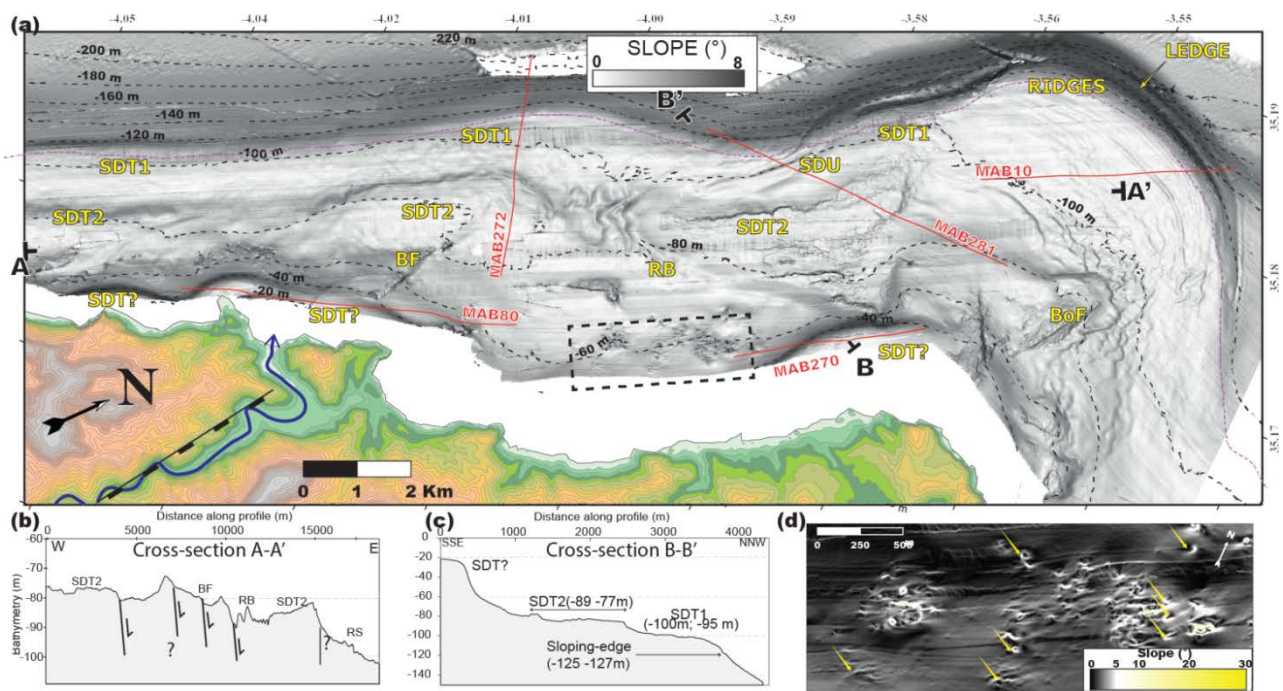 (a)
-4.05 -4.04 -4.02 -4.01 -4.00 -3.59 -3.58 -3.56 -3.55
-200 m -220 m
SLOPE (°)
0 8
LEDGE
-180 m
RIDGES
-160 m
B'
-140 m
-120 m
35.19
SDT1 SDT1
-100 m
SDT1
SDU
MAB10
A'
SDT2
SDT2
-100 m
SDT2
MAB272
-80 m
MAB281
BF
RB
35.18
A
-40 m
-20 m
SDT?
SDT?
MAB80
BoF
-40 m
-60 m
SDT?
MAB270
B
N
35.17
0 1 2 Km
m
(b)
Distance along profile (m)
0 5000 10000 15000
W E
Cross-section A-A'
-60
-70
-80
-90
-100
Bathymetry (m)
SDT2 BF RB SDT2 RS
? ?
(c)
Distance along profile (m)
0 1000 2000 3000 4000
SSE NNW
Cross-section B-B'
0
-20
-40
-60
-80
-100
-120
-140
SDT?
SDT2(-89 -77m)
SDT1
(-100m; -95 m)
Sloping-edge
(-125 -127m)
(d)
0 250 500
N
Slope (°)
0 5 10 15 30